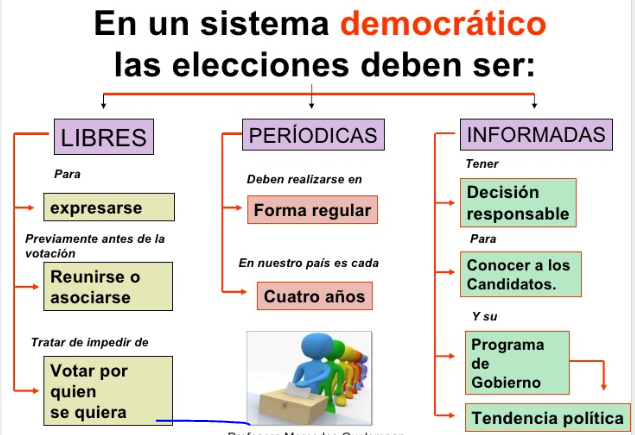 En un sistema democrático
las elecciones deben ser:
LIBRES
Para
expresarse
Previamente antes de la
votación
Reunirse o
asociarse
Tratar de impedir de
Votar por
quien
se quiera
PERÍODICAS
Deben realizarse en
Forma regular
En nuestro país es cada
Cuatro años
INFORMADAS
Tener
Decisión
responsable
Para
Conocer a los
Candidatos.
Y su
Programa
de
Gobierno
Tendencia política